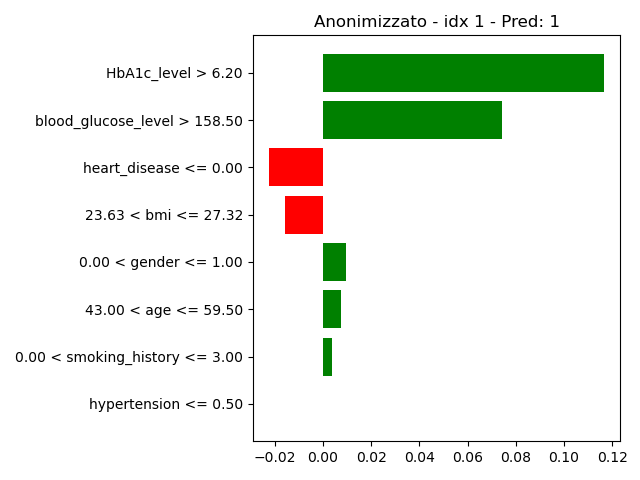 Anonimizzato - idx 1 - Pred: 1
HbA1c_level > 6.20
blood_glucose_level > 158.50
heart_disease <= 0.00
23.63 < bmi <= 27.32
0.00 < gender <= 1.00
43.00 < age <= 59.50
0.00 < smoking_history <= 3.00
hypertension <= 0.50
−0.02 0.00 0.02 0.04 0.06 0.08 0.10 0.12